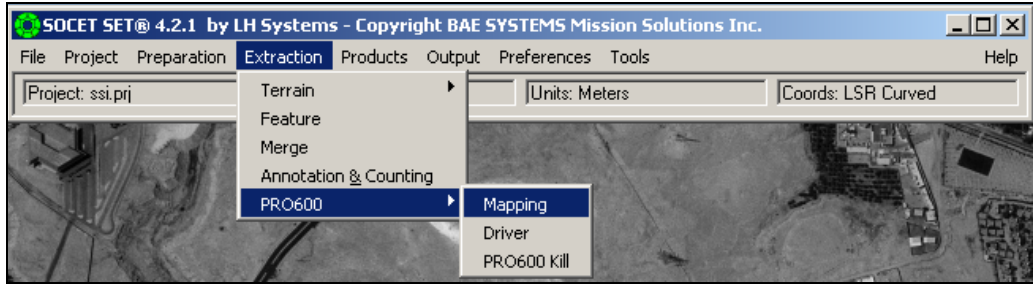 SOCET SET® 4.2.1 by LH Systems - Copyright BAE SYSTEMS Mission Solutions Inc.
File Project Preparation Extraction Products Output Preferences Tools Help
Project: ssi.prj Units: Meters Coords: LSR Curved
Terrain
Feature
Merge
Annotation & Counting
PRO600 Mapping
Driver
PRO600 Kill